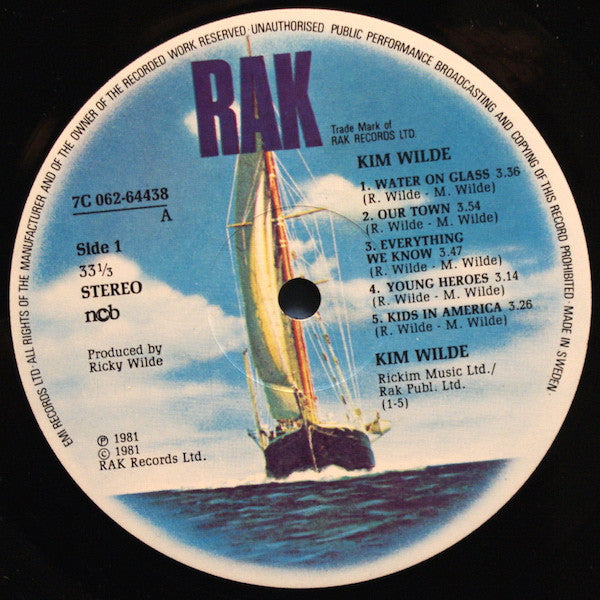 EMI RECORDS LTD· ALL RIGHTS OF THE MANUFACTURER AND OF THE OWNER OF THE RECORDED WORK RESERVED· UNAUTHORISED PUBLIC PERFORMANCE BROADCASTING AND COPYING OF THIS RECORD PROHIBITED· MADE IN SWEDEN·
RAK
Trade Mark of
RAK RECORDS LTD.
7C 062-64438
A
Side 1
33 1/3
STEREO
ncb
Produced by
Ricky Wilde
℗ 1981
© 1981
RAK Records Ltd.
KIM WILDE
1. WATER ON GLASS 3.36
(R. Wilde - M. Wilde)
2. OUR TOWN 3.54
(R. Wilde - M. Wilde)
3. EVERYTHING
WE KNOW 3.47
(R. Wilde - M. Wilde)
4. YOUNG HEROES 3.14
(R. Wilde - M. Wilde)
5. KIDS IN AMERICA 3.26
(R. Wilde - M. Wilde)
KIM WILDE
Rickim Music Ltd./
Rak Publ. Ltd.
(1-5)